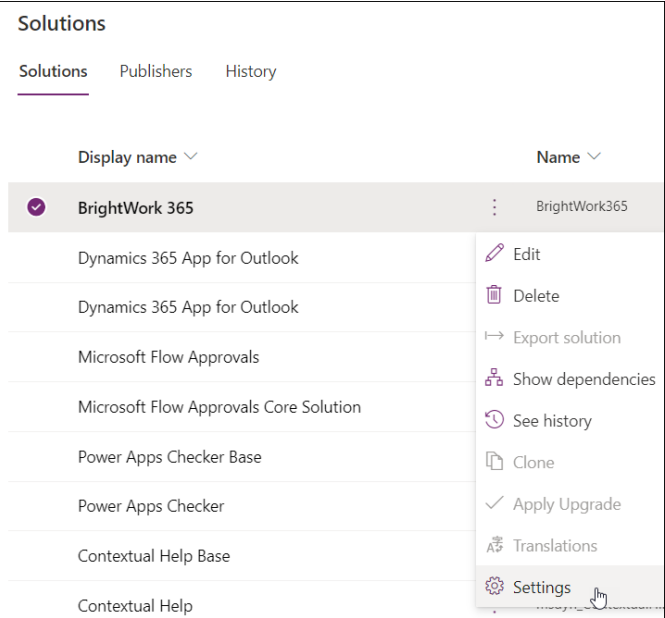 Solutions
Solutions Publishers History
Display name Name
BrightWork 365 BrightWork365
Dynamics 365 App for Outlook
Edit
Dynamics 365 App for Outlook
Delete
Export solution
Microsoft Flow Approvals
Show dependencies
Microsoft Flow Approvals Core Solution
See history
Power Apps Checker Base
Clone
Power Apps Checker
Apply Upgrade
Contextual Help Base
Translations
Settings
Contextual Help